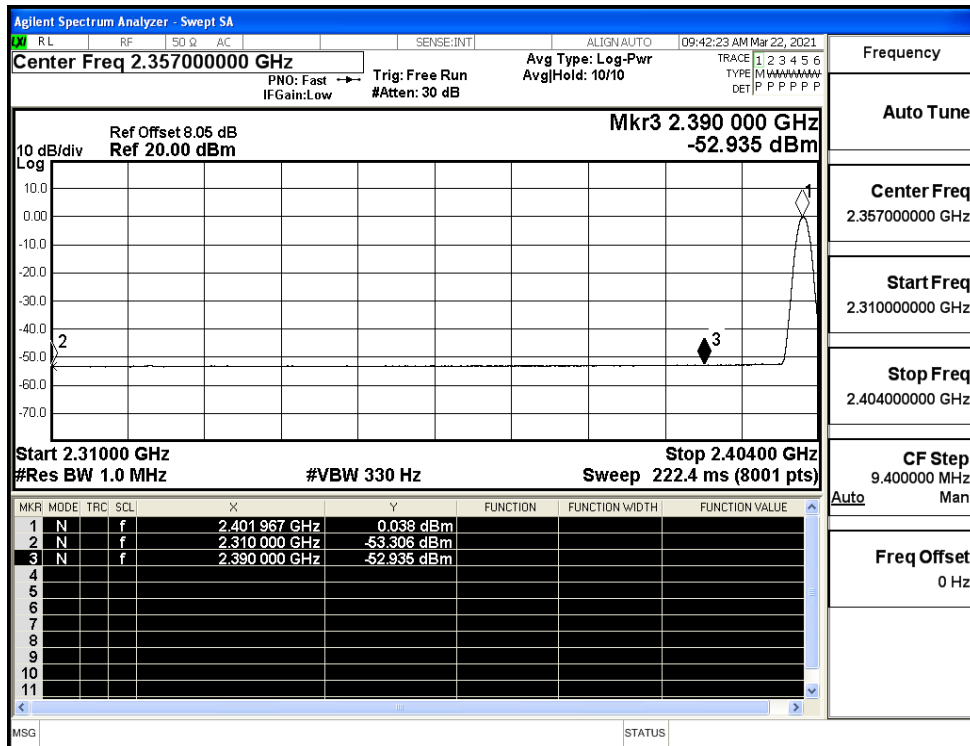 Agilent Spectrum Analyzer - Swept SA
LXI RL RF 50 Ω AC SENSE:INT ALIGN AUTO 09:42:23 AM Mar 22, 2021
Center Freq 2.357000000 GHz
PNO: Fast
IFGain:Low
Trig: Free Run
#Atten: 30 dB
Avg Type: Log-Pwr
Avg|Hold: 10/10
TRACE 1 2 3 4 5 6
TYPE M WWWWW
DET P P P P P P
Ref Offset 8.05 dB
10 dB/div Ref 20.00 dBm
Log
Mkr3 2.390 000 GHz
-52.935 dBm
10.0
0.00
-10.0
-20.0
-30.0
-40.0
-50.0
-60.0
-70.0
1
2
3
Start 2.31000 GHz Stop 2.40400 GHz
#Res BW 1.0 MHz #VBW 330 Hz Sweep 222.4 ms (8001 pts)
MKR MODE TRC SCL X Y FUNCTION FUNCTION WIDTH FUNCTION VALUE
1 N f 2.401 967 GHz 0.038 dBm
2 N f 2.310 000 GHz -53.306 dBm
3 N f 2.390 000 GHz -52.935 dBm
4
5
6
7
8
9
10
11
MSG STATUS
Frequency
Auto Tune
Center Freq
2.357000000 GHz
Start Freq
2.310000000 GHz
Stop Freq
2.404000000 GHz
CF Step
9.400000 MHz
Auto Man
Freq Offset
0 Hz